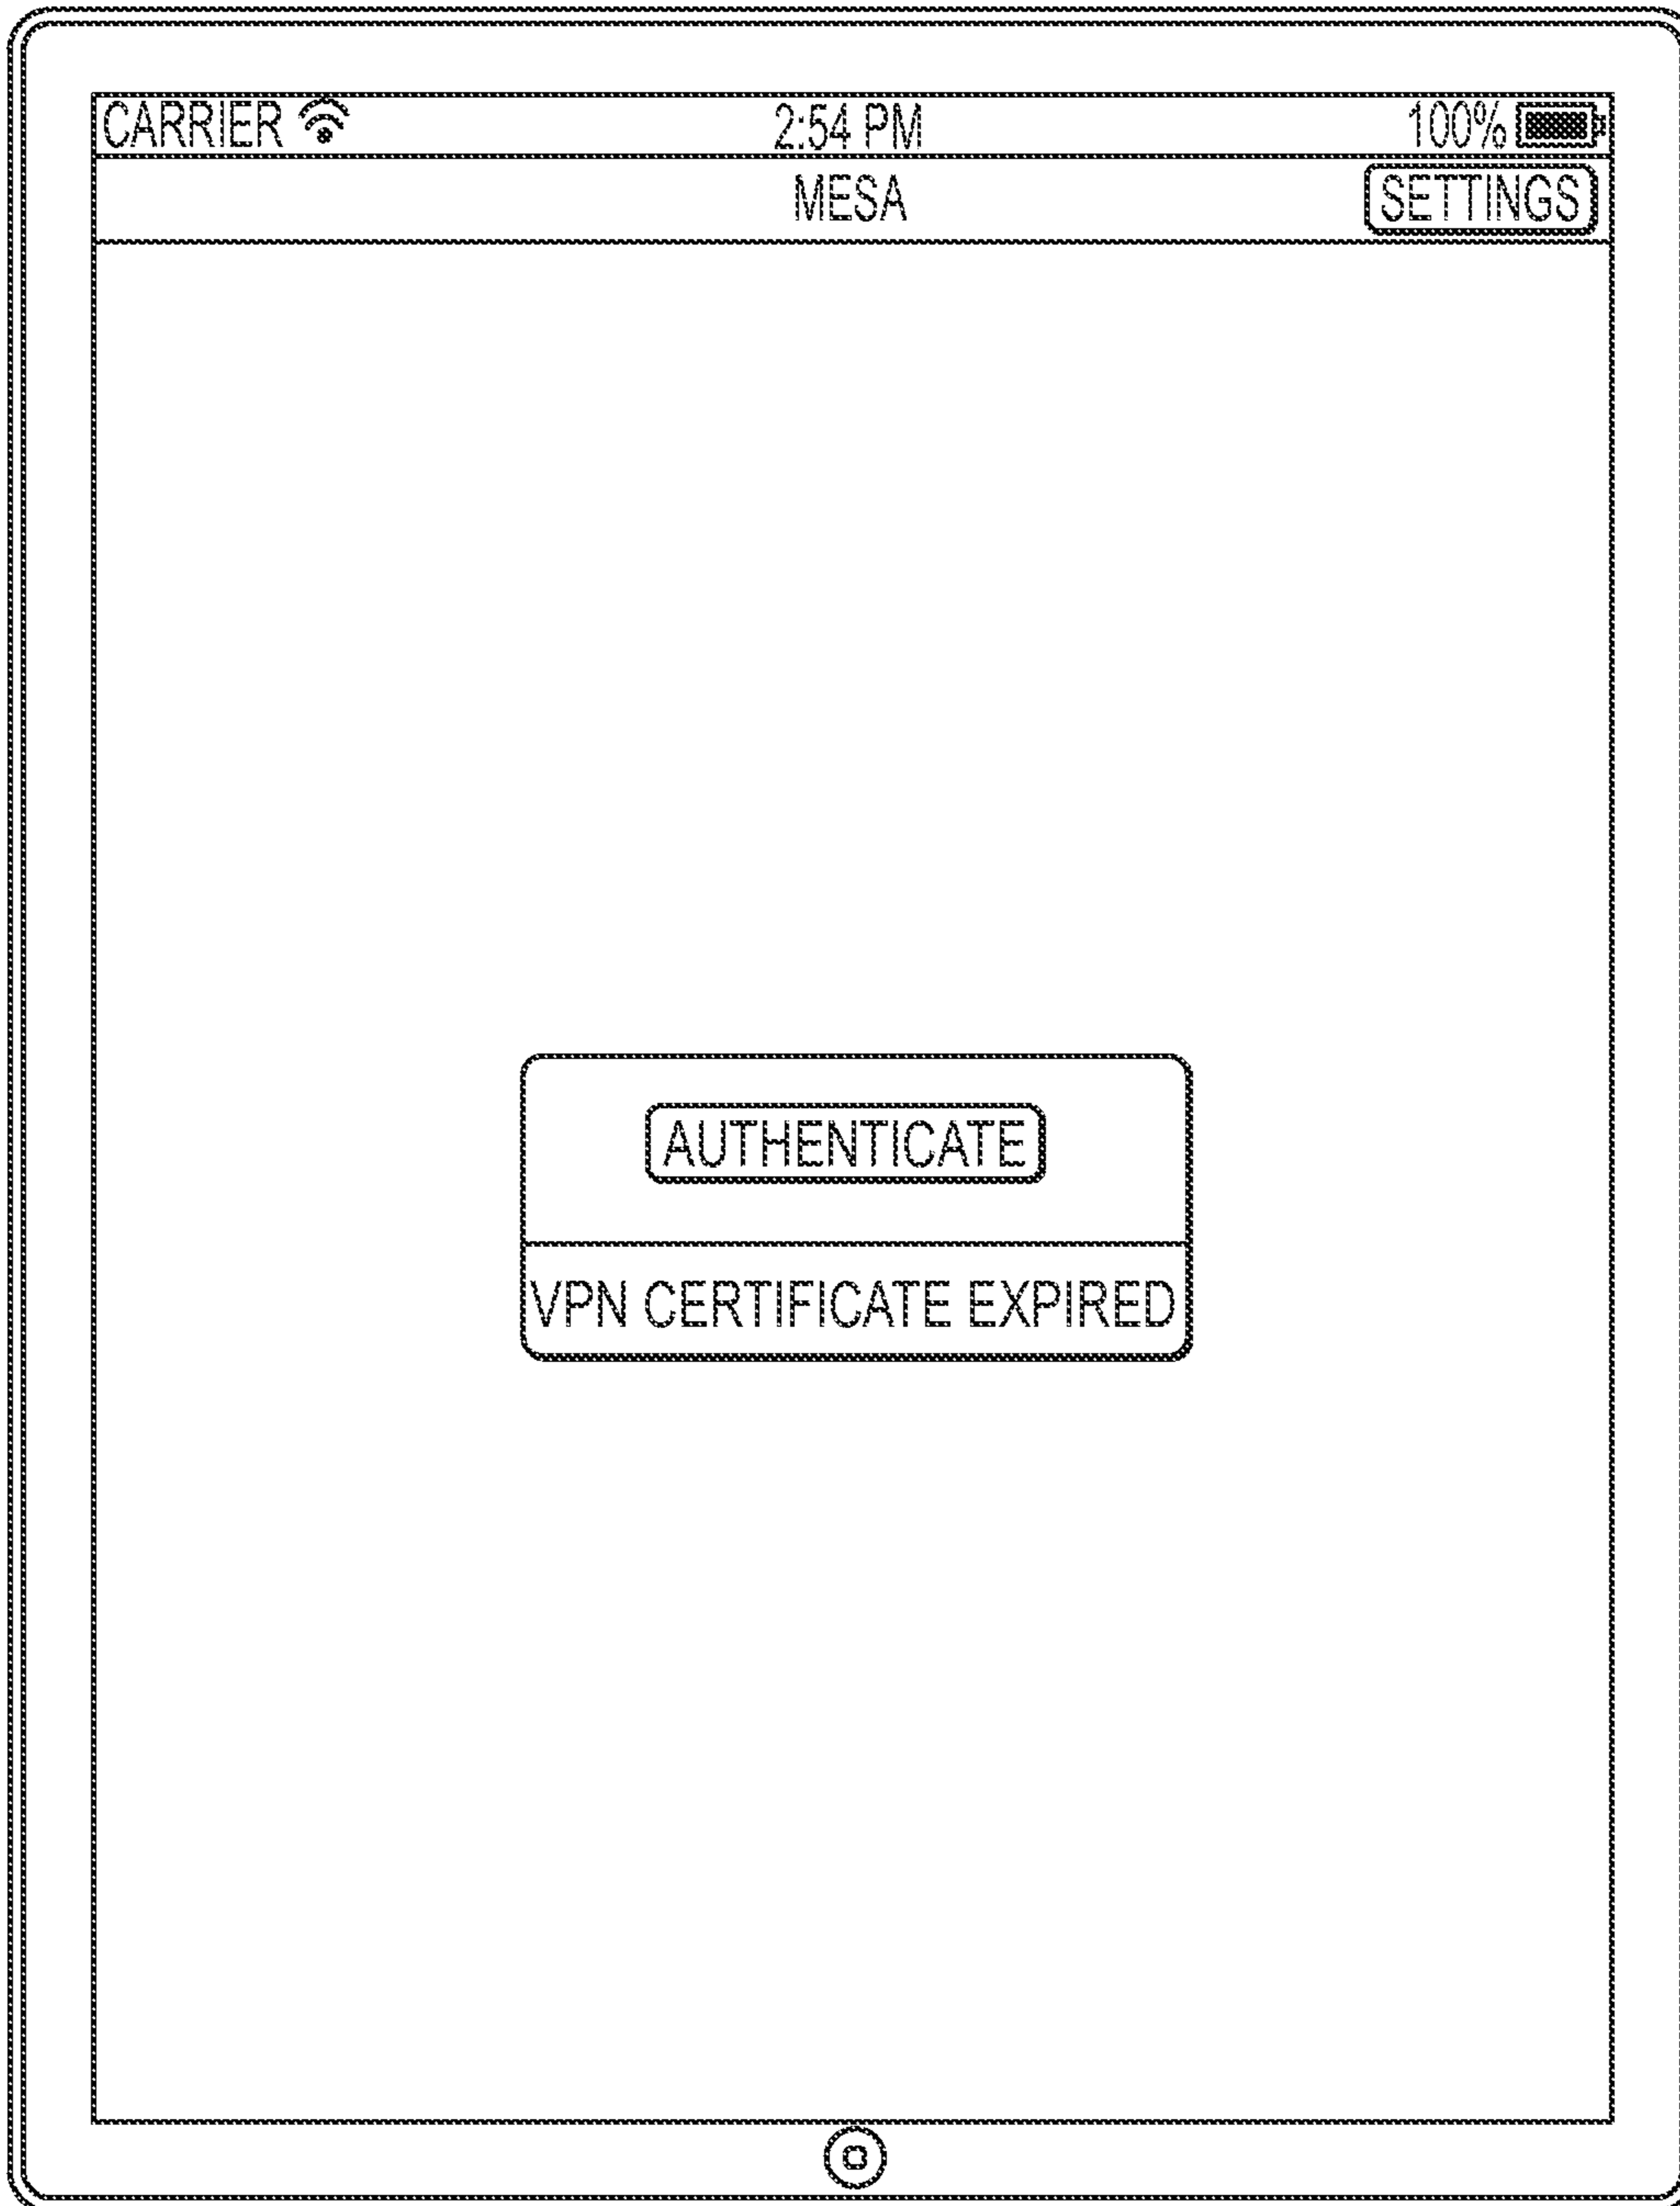 CARRIER 2:54 PM 100%
MESA SETTINGS
AUTHENTICATE
VPN CERTIFICATE EXPIRED